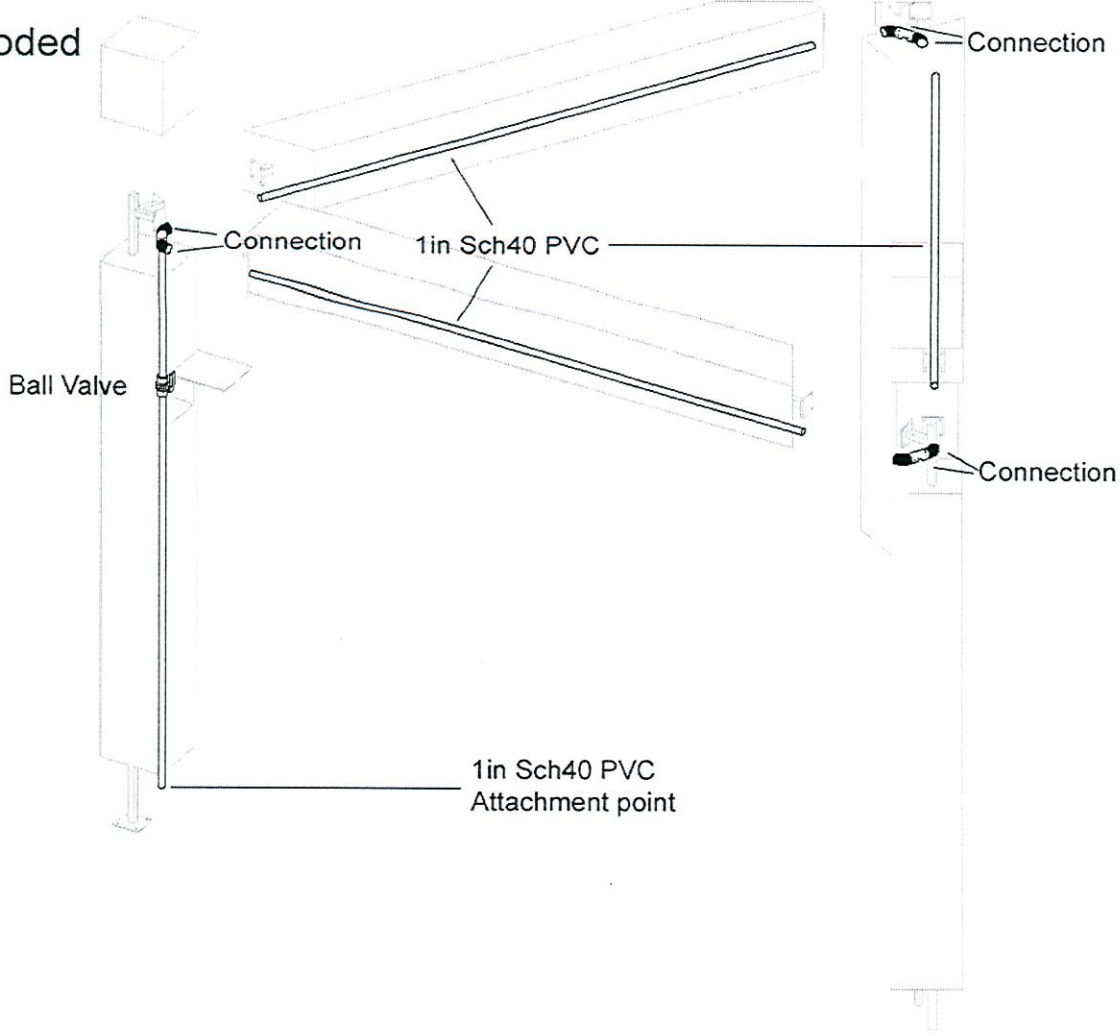 Connection
Connection
1in Sch40 PVC
Ball Valve
Connection
1in Sch40 PVC
Attachment point